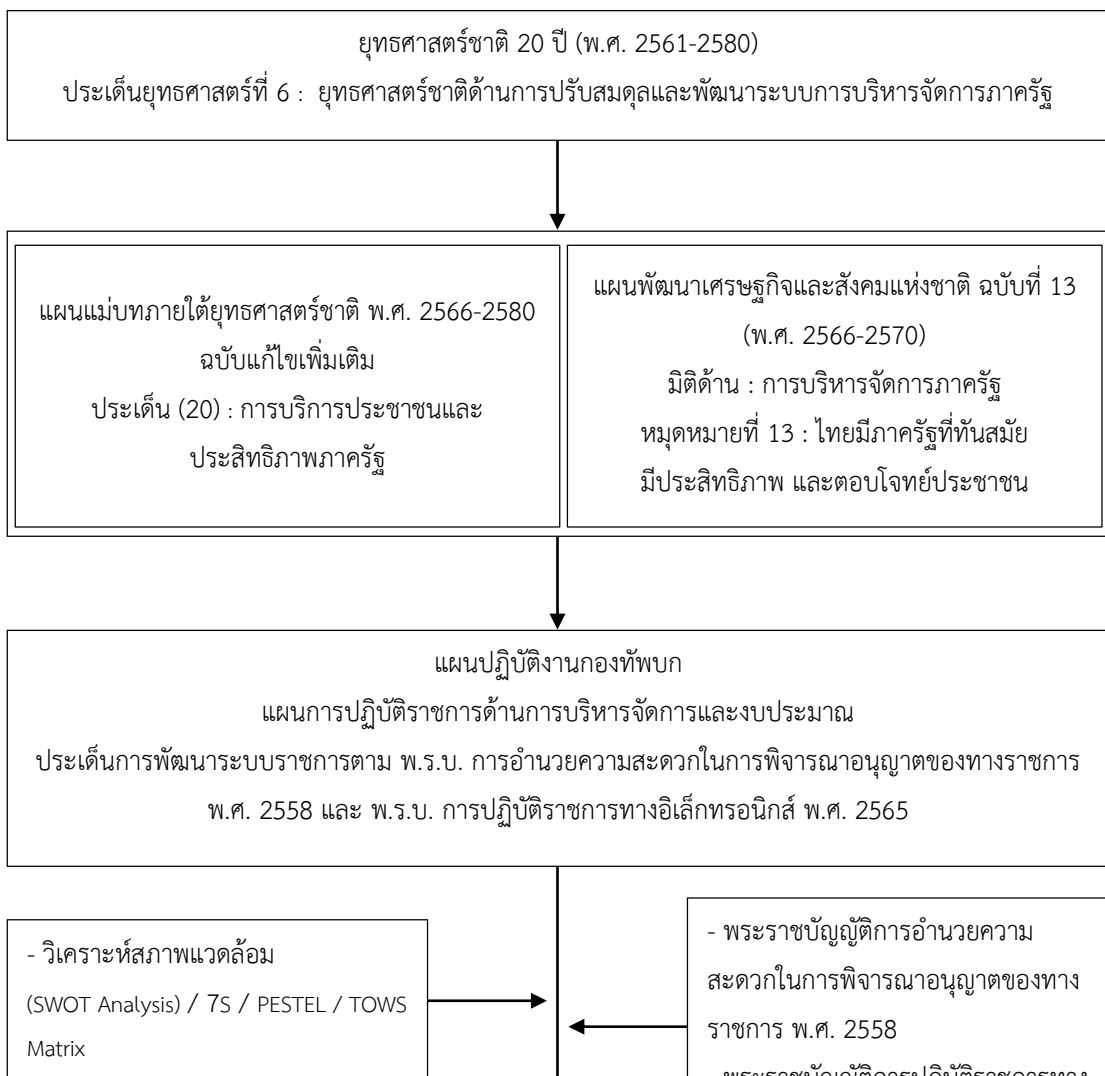 ยุทธศาสตร์ชาติ 20 ปี (พ.ศ. 2561-2580)
ประเด็นยุทธศาสตร์ที่ 6 : ยุทธศาสตร์ชาติด้านการปรับสมดุลและพัฒนาระบบการบริหารจัดการภาครัฐ
แผนแม่บทภายใต้ยุทธศาสตร์ชาติ พ.ศ. 2566-2580
ฉบับแก้ไขเพิ่มเติม
ประเด็น (20) : การบริการประชาชนและ
ประสิทธิภาพภาครัฐ
แผนพัฒนาเศรษฐกิจและสังคมแห่งชาติ ฉบับที่ 13
(พ.ศ. 2566-2570)
มิติด้าน : การบริหารจัดการภาครัฐ
หมุดหมายที่ 13 : ไทยมีภาครัฐที่ทันสมัย
มีประสิทธิภาพ และตอบโจทย์ประชาชน
แผนปฏิบัติงานกองทัพบก
แผนการปฏิบัติราชการด้านการบริหารจัดการและงบประมาณ
ประเด็นการพัฒนาระบบราชการตาม พ.ร.บ. การอำนวยความสะดวกในการพิจารณาอนุญาตของทางราชการ
พ.ศ. 2558 และ พ.ร.บ. การปฏิบัติราชการทางอิเล็กทรอนิกส์ พ.ศ. 2565
- วิเคราะห์สภาพแวดล้อม
(SWOT Analysis) / 7S / PESTEL / TOWS
Matrix
- พระราชบัญญัติการอำนวยความ
สะดวกในการพิจารณาอนุญาตของทาง
ราชการ พ.ศ. 2558
- พระราชบัญญัติการปฏิบัติราชการทาง